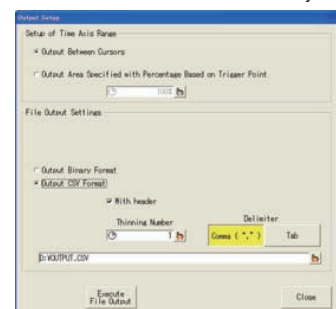 Output Setup
Setup of Time Axis Range
Output Between Cursors
Output Area Specified with Percentage Based on Trigger Point
100%
File Output Settings
Output Binary Format
Output CSV Format
With header
Thinning Number
Delimiter
1
Comma ( "," )
Tab
D:\OUTPUT.CSV
Execute
File Output
Close